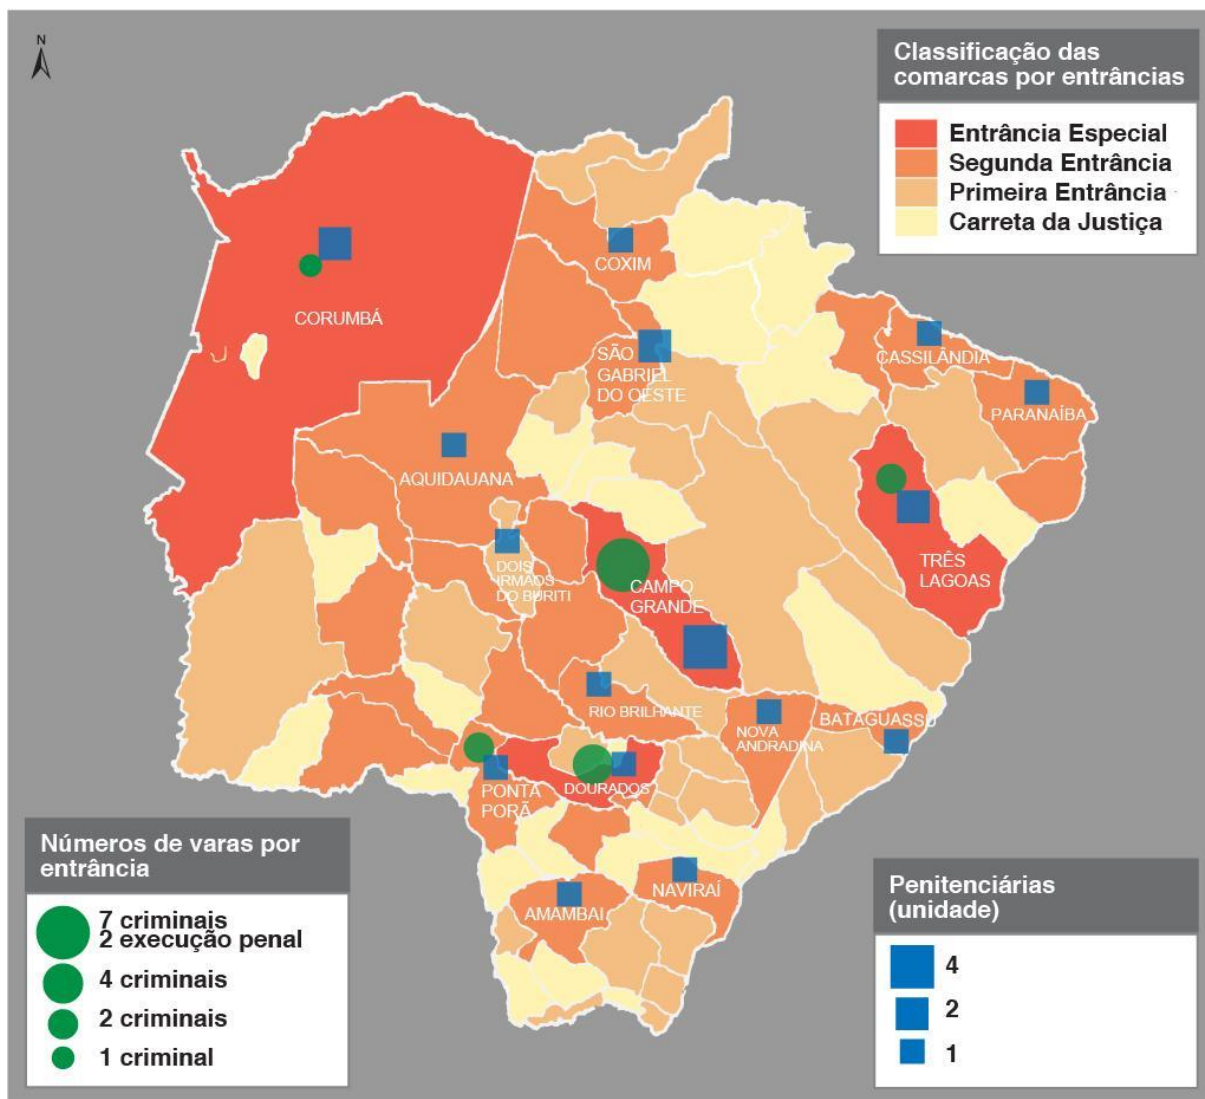 N
Classificação das
comarcas por entrâncias
Entrância Especial
Segunda Entrância
Primeira Entrância
Carreta da Justiça
COXIM
CORUMBÁ
SÃO
GABRIEL
DO OESTE
CASSILÂNDIA
PARANAÍBA
AQUIDAUANA
DOIS
IRMÃOS
DO BURITI
CAMPO
GRANDE
TRÊS
LAGOAS
RIO BRILHANTE
NOVA
ANDRADINA
BATAGUASSU
PONTA
PORÃ
DOURADOS
NAVIRAÍ
AMAMBAI
Números de varas por
entrância
7 criminais
2 execução penal
4 criminais
2 criminais
1 criminal
Penitenciárias
(unidade)
4
2
1